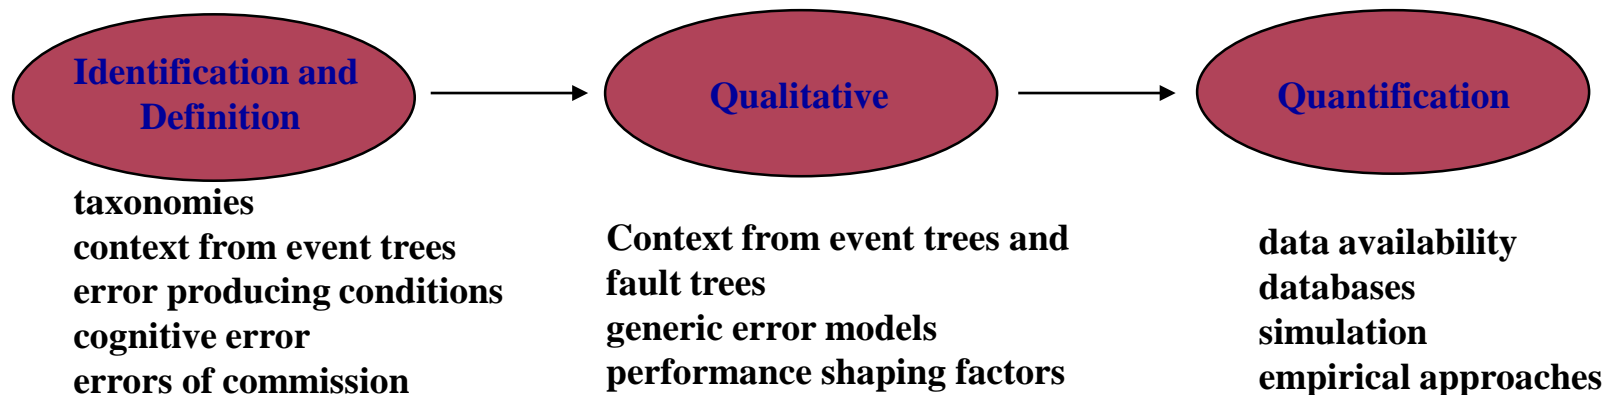 Identification and
Definition
taxonomies
context from event trees
error producing conditions
cognitive error
errors of commission
Qualitative
Context from event trees and
fault trees
generic error models
performance shaping factors
Quantification
data availability
databases
simulation
empirical approaches